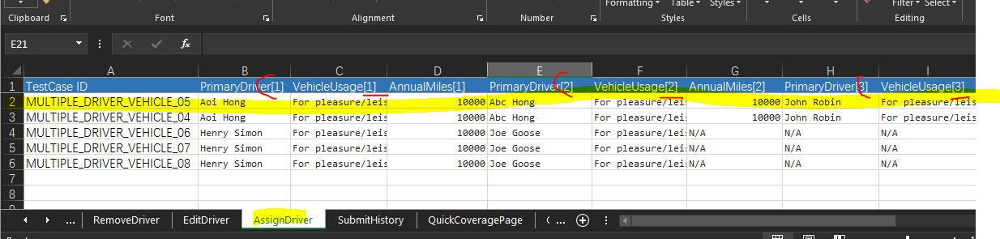 Formatting Table Styles Filter Select
Clipboard Font Alignment Number Styles Cells Editing
E21 fx
A B C D E F G H I
1 TestCase ID PrimaryDriver[1] VehicleUsage[1] AnnualMiles[1] PrimaryDriver[2] VehicleUsage[2] AnnualMiles[2] PrimaryDriver[3] VehicleUsage[3]
2 MULTIPLE_DRIVER_VEHICLE_05 Aoi Hong For pleasure/leis 10000 Abc Hong For pleasure/leis 10000 John Robin For pleasure/leis
3 MULTIPLE_DRIVER_VEHICLE_04 Aoi Hong For pleasure/leis 10000 Abc Hong For pleasure/leis 10000 John Robin For pleasure/leis
4 MULTIPLE_DRIVER_VEHICLE_06 Henry Simon For pleasure/leis 10000 Joe Goose For pleasure/leis N/A N/A N/A
5 MULTIPLE_DRIVER_VEHICLE_07 Henry Simon For pleasure/leis 10000 Joe Goose For pleasure/leis N/A N/A N/A
6 MULTIPLE_DRIVER_VEHICLE_08 Henry Simon For pleasure/leis 10000 Joe Goose For pleasure/leis N/A N/A N/A
7
8
... RemoveDriver EditDriver AssignDriver SubmitHistory QuickCoveragePage ...